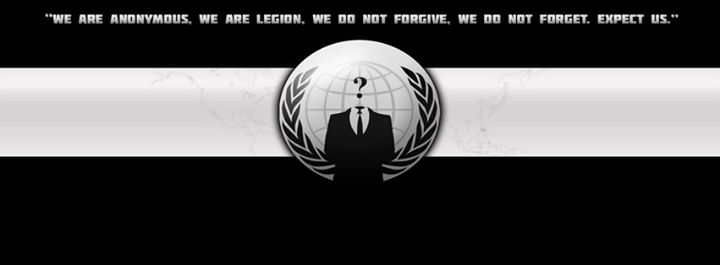 "WE ARE ANONYMOUS, WE ARE LEGION, WE DO NOT FORGIVE, WE DO NOT FORGET. EXPECT US."
?